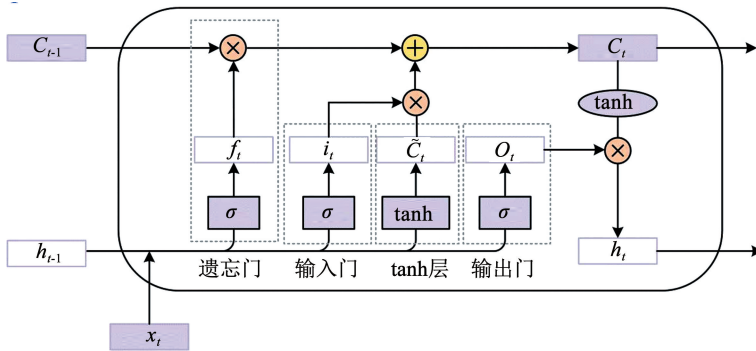 C_{t-1} × + C_t
× tanh
f_t i_t C̃_t O_t ×
σ σ tanh σ
h_{t-1} h_t
遗忘门 输入门 tanh层 输出门
x_t